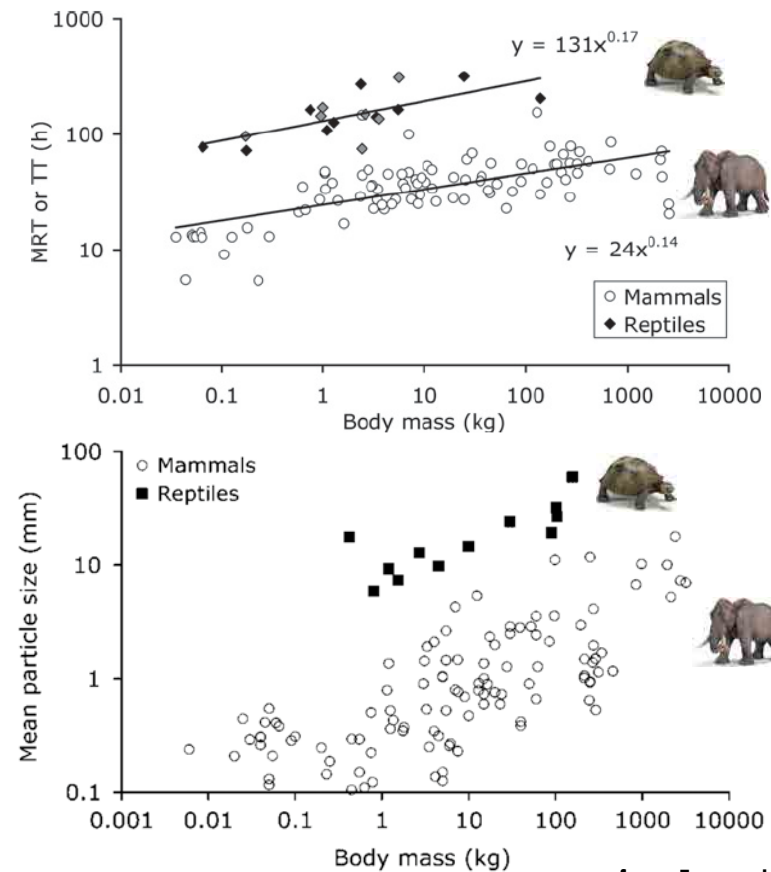 1000
y = 131x^0.17
100
MRT or TT (h)
10
y = 24x^0.14
Mammals
Reptiles
1
0.01 0.1 1 10 100 1000 10000
Body mass (kg)
100
Mammals
Reptiles
10
Mean particle size (mm)
1
0.1
0.001 0.01 0.1 1 10 100 1000 10000
Body mass (kg)